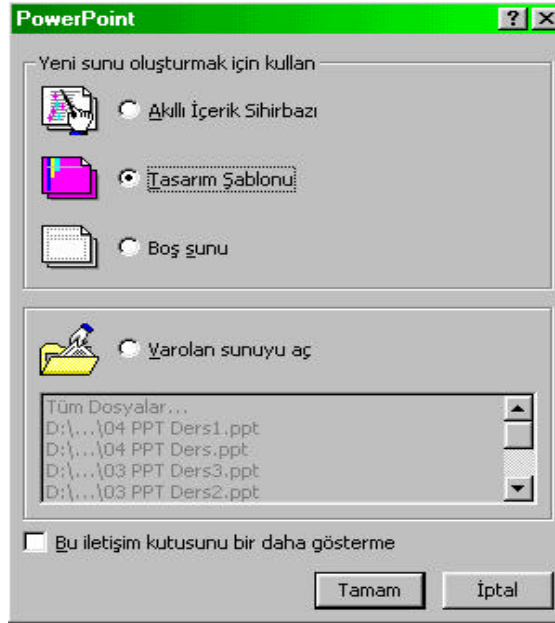 PowerPoint
Yeni sunu oluşturmak için kullan
Akıllı İçerik Sihirbazı
Tasarım Şablonu
Boş sunu
Varolan sunuyu aç
Tüm Dosyalar...
D:\...\04 PPT Ders1.ppt
D:\...\04 PPT Ders.ppt
D:\...\03 PPT Ders3.ppt
D:\...\03 PPT Ders2.ppt
Bu iletişim kutusunu bir daha gösterme
Tamam İptal